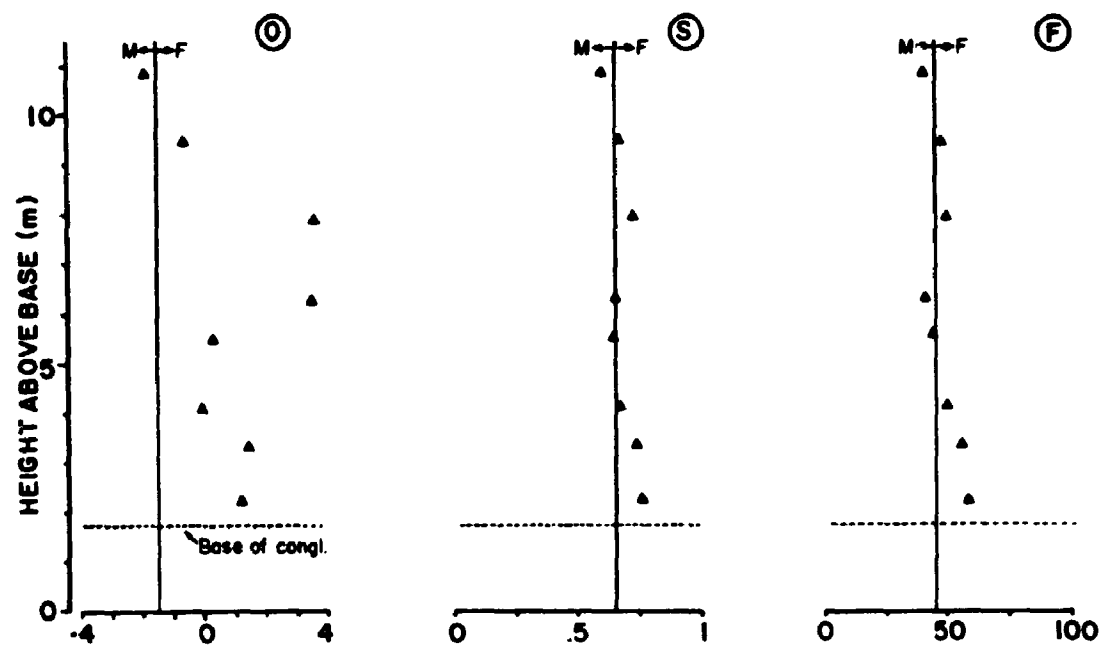 O S F
M F M F M F
10
HEIGHT ABOVE BASE (m)
5
Base of congl.
0
-4 0 4 0 .5 1 0 50 100